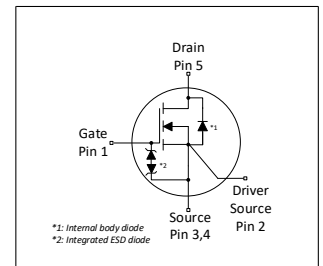 Drain
Pin 5
*1
Gate
Pin 1
*2
Driver
Source
Pin 2
Source
Pin 3,4
*1: Internal body diode
*2: Integrated ESD diode